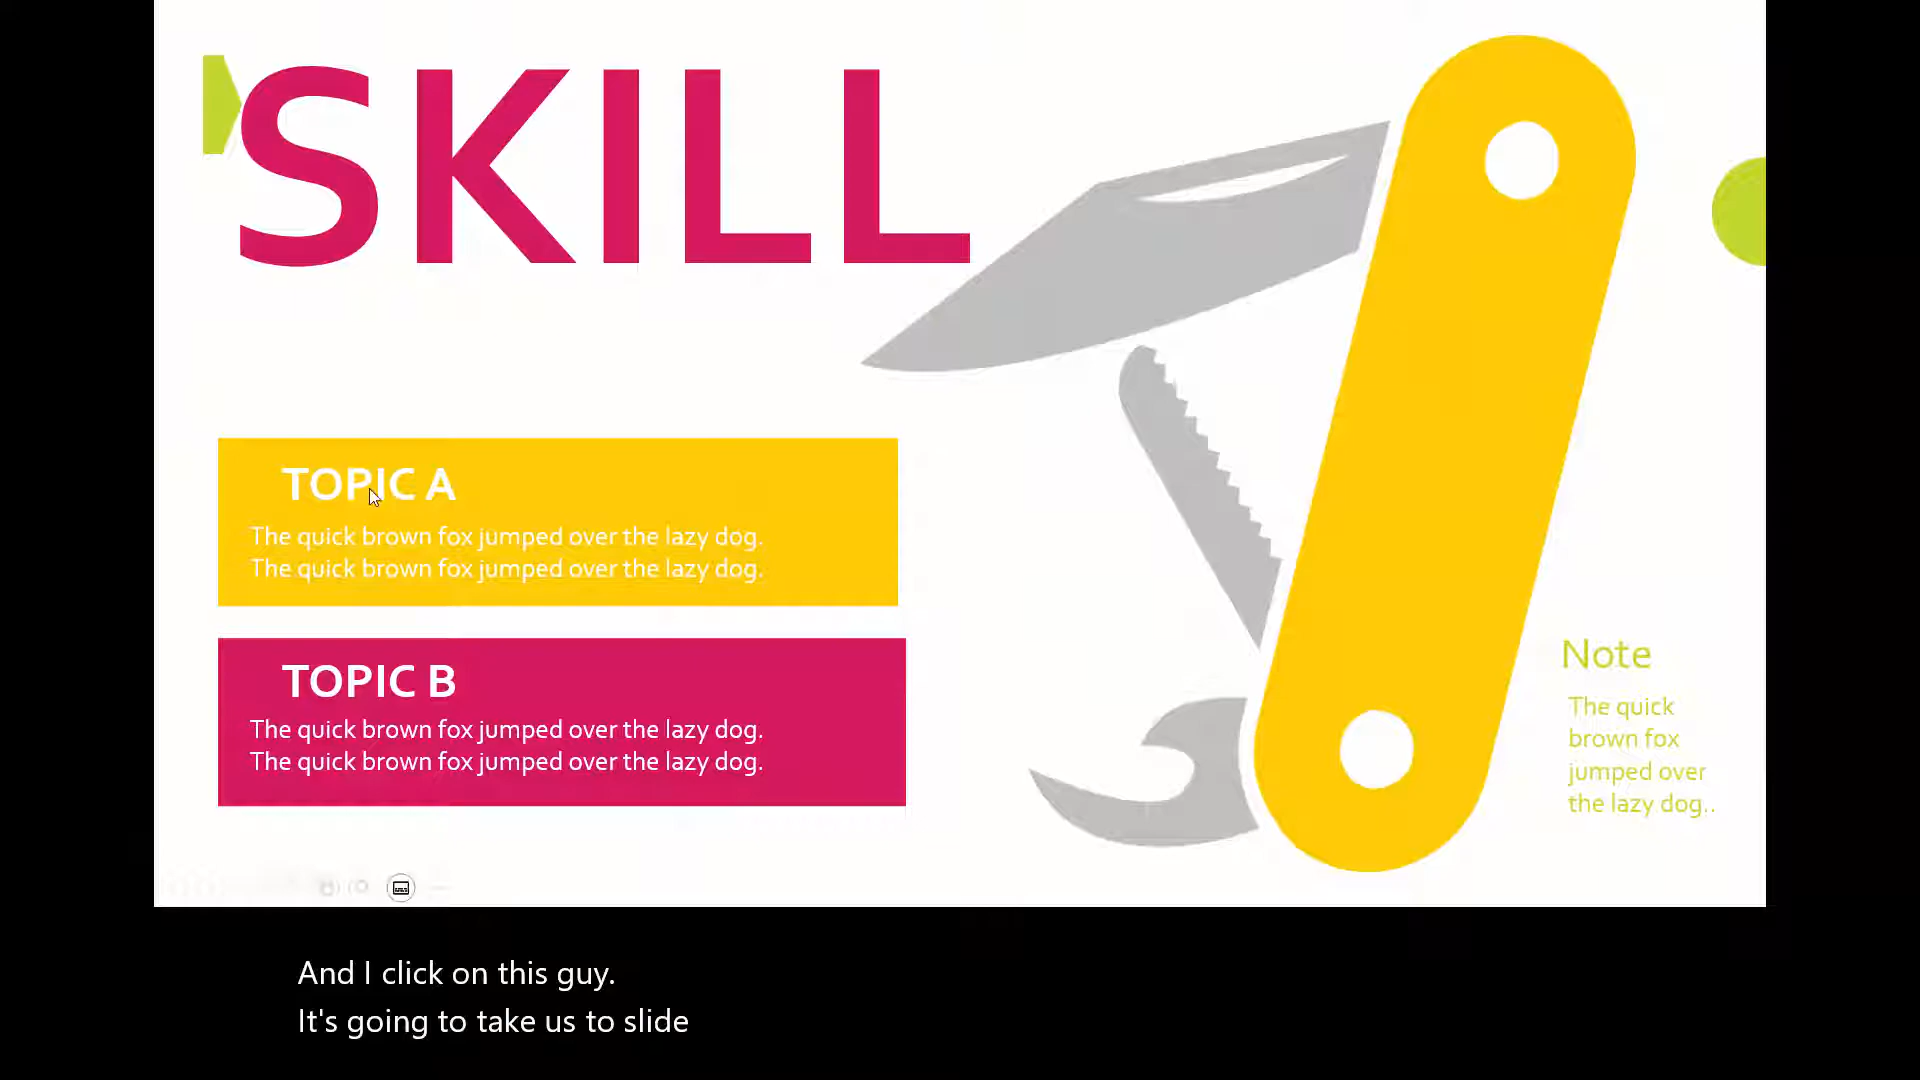 SKILL
TOPIC A
The quick brown fox jumped over the lazy dog.
The quick brown fox jumped over the lazy dog.
TOPIC B
The quick brown fox jumped over the lazy dog.
The quick brown fox jumped over the lazy dog.
Note
The quick
brown fox
jumped over
the lazy dog..
And I click on this guy.
It's going to take us to slide